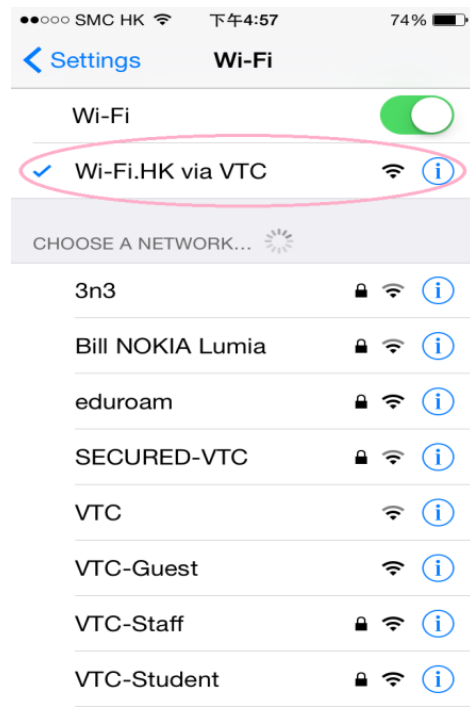 SMC HK 下午4:57 74%
Settings Wi-Fi
Wi-Fi
Wi-Fi.HK via VTC
CHOOSE A NETWORK...
3n3
Bill NOKIA Lumia
eduroam
SECURED-VTC
VTC
VTC-Guest
VTC-Staff
VTC-Student